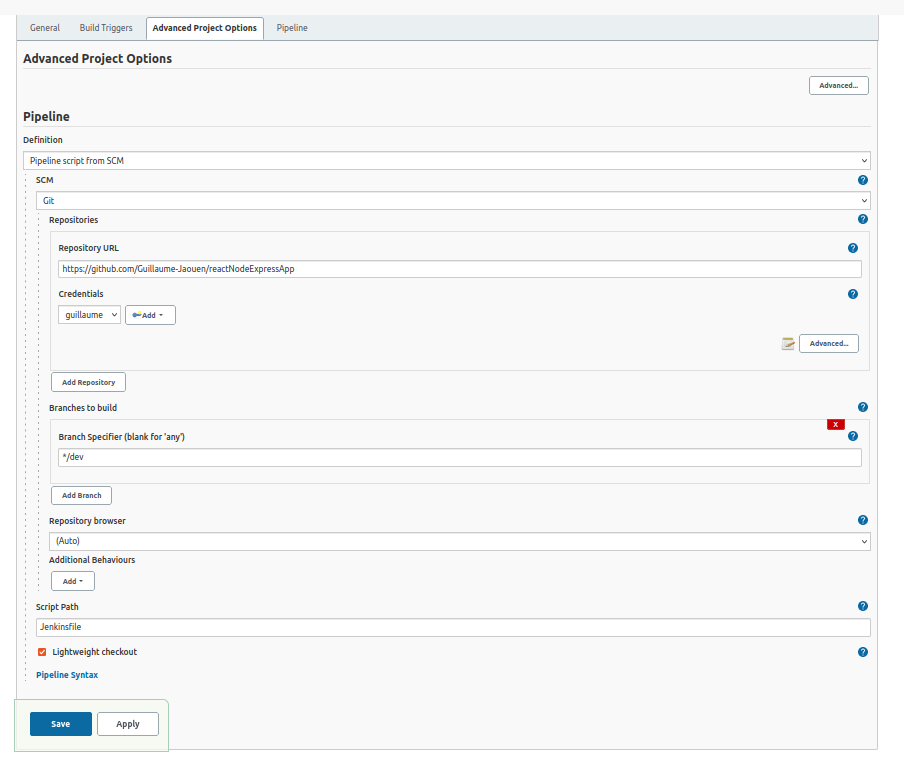 General Build Triggers Advanced Project Options Pipeline
Advanced Project Options
Advanced...
Pipeline
Definition
Pipeline script from SCM
SCM
Git
Repositories
Repository URL
https://github.com/Guillaume-Jaouen/reactNodeExpressApp
Credentials
guillaume Add
Advanced...
Add Repository
Branches to build
X
Branch Specifier (blank for 'any')
*/dev
Add Branch
Repository browser
(Auto)
Additional Behaviours
Add
Script Path
Jenkinsfile
Lightweight checkout
Pipeline Syntax
Save Apply